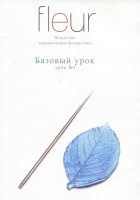 fleur
Искусство
керамической флористики
Базовый урок
урок №1